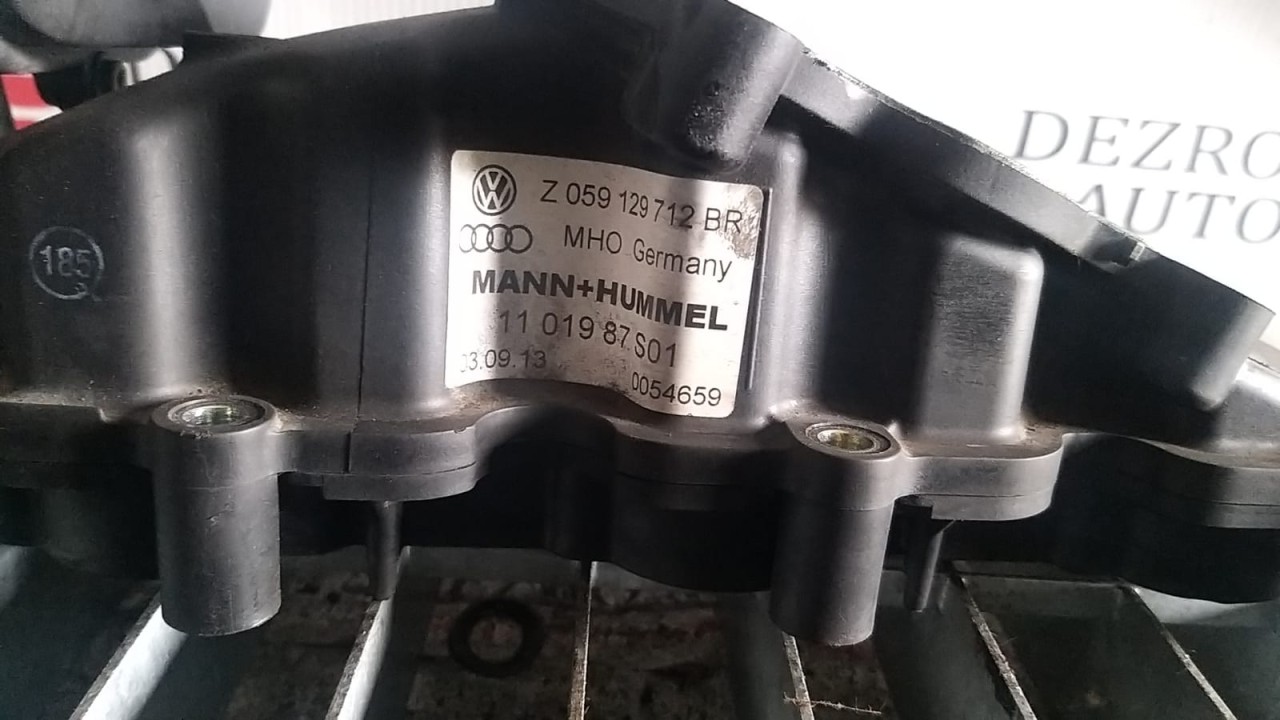 DEZRO
AUTO
185
Z 059 129 712 BR
MHO Germany
MANN+HUMMEL
11 019 87 S01
03.09.13
0054659